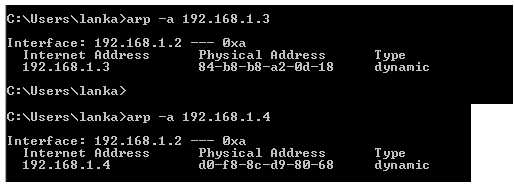 C:\Users\lanka>arp -a 192.168.1.3
Interface: 192.168.1.2 --- 0xa
Internet Address Physical Address Type
192.168.1.3 84-b8-b8-a2-0d-18 dynamic
C:\Users\lanka>
C:\Users\lanka>arp -a 192.168.1.4
Interface: 192.168.1.2 --- 0xa
Internet Address Physical Address Type
192.168.1.4 d0-f8-8c-d9-80-68 dynamic